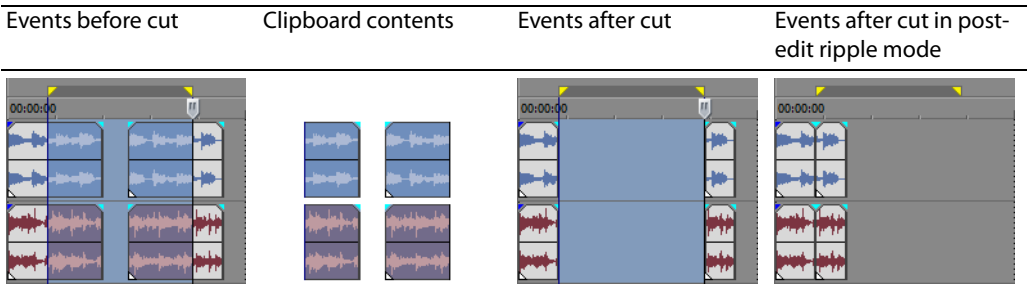 Events before cut
Clipboard contents
Events after cut
Events after cut in post-
edit ripple mode
00:00:00
00:00:00
00:00:00